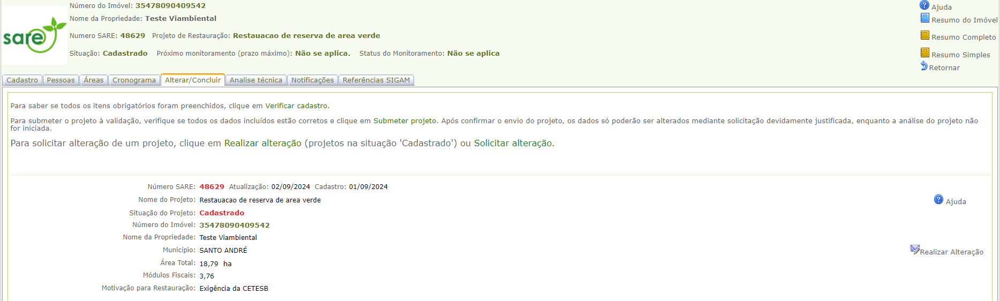 Número do Imóvel: 35478090409542
Nome da Propriedade: Teste Viambiental
sare
Numero SARE: 48629 Projeto de Restauração: Restauacao de reserva de area verde
Situação: Cadastrado Próximo monitoramento (prazo máximo): Não se aplica. Status do Monitoramento: Não se aplica
Ajuda
Resumo do Imóvel
Resumo Completo
Resumo Simples
Retornar
Cadastro Pessoas Áreas Cronograma Alterar/Concluir Analise técnica Notificações Referências SIGAM
Para saber se todos os itens obrigatórios foram preenchidos, clique em Verificar cadastro.
Para submeter o projeto à validação, verifique se todos os dados incluídos estão corretos e clique em Submeter projeto. Após confirmar o envio do projeto, os dados só poderão ser alterados mediante solicitação devidamente justificada, enquanto a análise do projeto não
for iniciada.
Para solicitar alteração de um projeto, clique em Realizar alteração (projetos na situação 'Cadastrado') ou Solicitar alteração.
Número SARE: 48629 Atualização: 02/09/2024 Cadastro: 01/09/2024
Nome do Projeto: Restauacao de reserva de area verde
Situação do Projeto: Cadastrado
Número do Imóvel: 35478090409542
Nome da Propriedade: Teste Viambiental
Município: SANTO ANDRÉ
Área Total: 18,79 ha
Módulos Fiscais: 3,76
Motivação para Restauração: Exigência da CETESB
Ajuda
Realizar Alteração